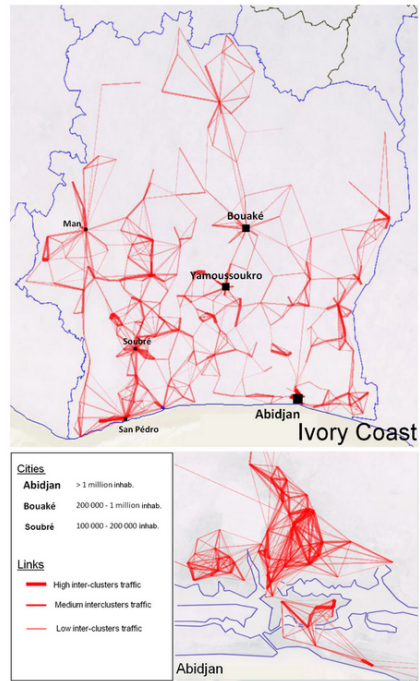 Man
Bouaké
Yamoussoukro
Soubré
San Pédro
Abidjan
Ivory Coast
Cities
Abidjan > 1 million inhab.
Bouaké 200 000 - 1 million inhab.
Soubré 100 000 - 200 000 inhab.
Links
High inter-clusters traffic
Medium interclusters traffic
Low inter-clusters traffic
Abidjan